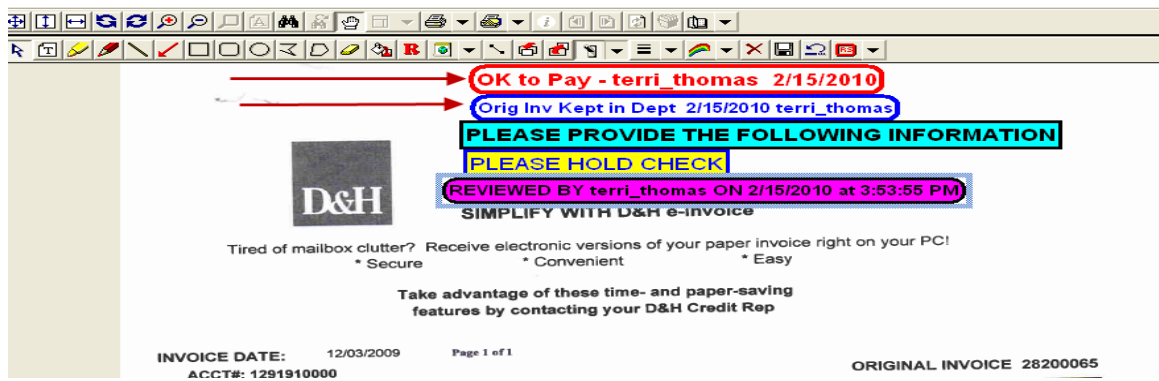 OK to Pay - terri_thomas 2/15/2010
Orig Inv Kept in Dept 2/15/2010 terri_thomas
PLEASE PROVIDE THE FOLLOWING INFORMATION
PLEASE HOLD CHECK
REVIEWED BY terri_thomas ON 2/15/2010 at 3:53:55 PM
D&H
SIMPLIFY WITH D&H e-invoice
Tired of mailbox clutter? Receive electronic versions of your paper invoice right on your PC!
* Secure * Convenient * Easy
Take advantage of these time- and paper-saving
features by contacting your D&H Credit Rep
INVOICE DATE: 12/03/2009 Page 1 of 1 ORIGINAL INVOICE 28200065
ACCT#: 1291910000